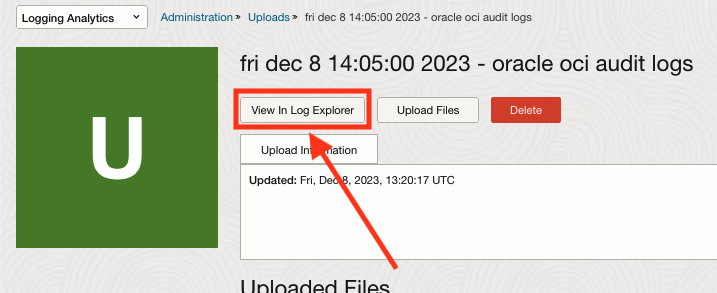 Logging Analytics
Administration » Uploads » fri dec 8 14:05:00 2023 - oracle oci audit logs
U
fri dec 8 14:05:00 2023 - oracle oci audit logs
View In Log Explorer Upload Files Delete
Upload Information
Updated: Fri, Dec 8, 2023, 13:20:17 UTC
Uploaded Files